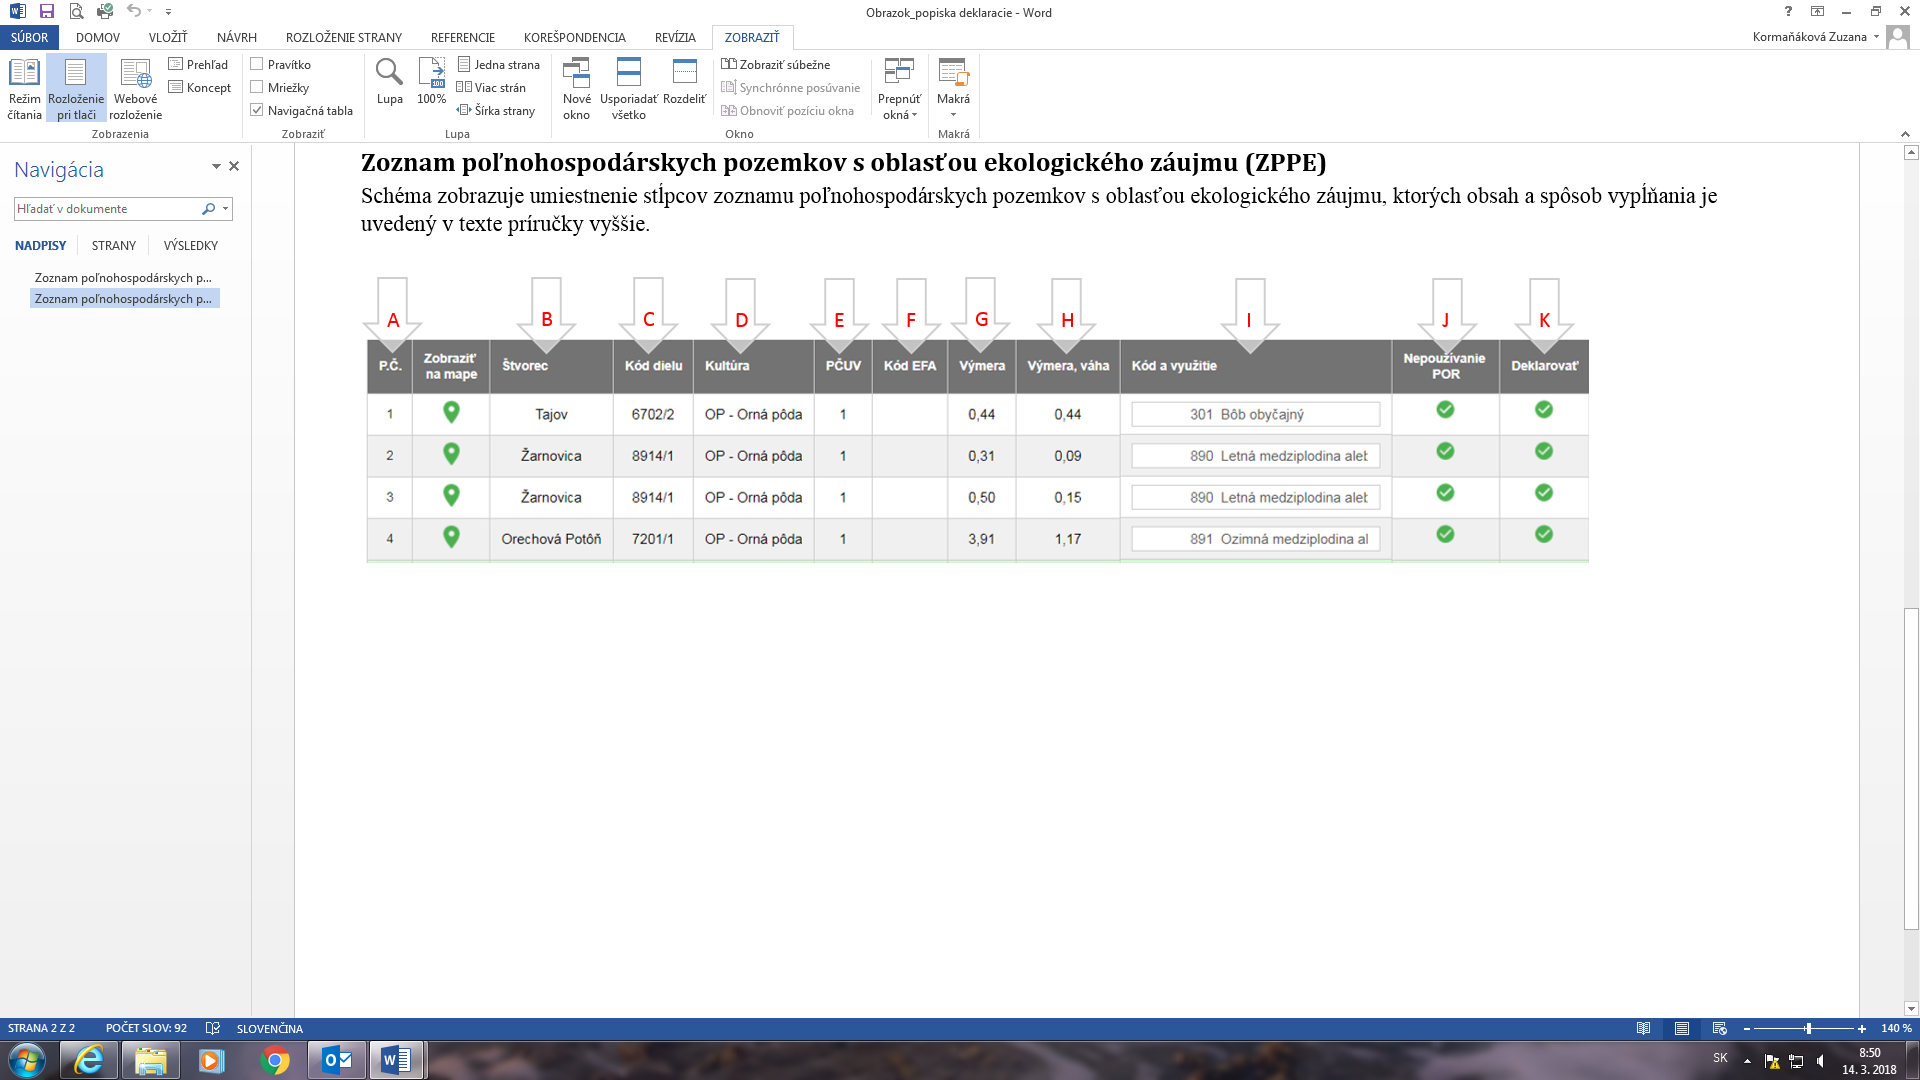 Obrazok_popiska deklaracie - Word
SÚBOR DOMOV VLOŽIŤ NÁVRH ROZLOŽENIE STRANY REFERENCIE KOREŠPONDENCIA REVÍZIA ZOBRAZIŤ Kormaňáková Zuzana
Režim čítania
Rozloženie pri tlači
Webové rozloženie
Prehľad
Koncept
Zobrazenia
Pravítko
Mriežky
Navigačná tabla
Zobraziť
Lupa
100%
Jedna strana
Viac strán
Šírka strany
Lupa
Nové okno
Usporiadať všetko
Rozdeliť
Zobraziť súbežne
Synchrónne posúvanie
Obnoviť pozíciu okna
Prepnúť okná
Okno
Makrá
Makrá
Navigácia
Hľadať v dokumente
NADPISY STRANY VÝSLEDKY
Zoznam poľnohospodárskych p...
Zoznam poľnohospodárskych p...
Zoznam poľnohospodárskych pozemkov s oblasťou ekologického záujmu (ZPPE)
Schéma zobrazuje umiestnenie stĺpcov zoznamu poľnohospodárskych pozemkov s oblasťou ekologického záujmu, ktorých obsah a spôsob vypĺňania je
uvedený v texte príručky vyššie.
A B C D E F G H I J K
P.Č. Zobraziť na mape Štvorec Kód dielu Kultúra PČUV Kód EFA Výmera Výmera, váha Kód a využitie Nepoužívanie POR Deklarovať
1 Tajov 6702/2 OP - Orná pôda 1 0,44 0,44 301 Bôb obyčajný
2 Žarnovica 8914/1 OP - Orná pôda 1 0,31 0,09 890 Letná medziplodina aleb
3 Žarnovica 8914/1 OP - Orná pôda 1 0,50 0,15 890 Letná medziplodina aleb
4 Orechová Potôň 7201/1 OP - Orná pôda 1 3,91 1,17 891 Ozimná medziplodina al
STRANA 2 Z 2 POČET SLOV: 92 SLOVENČINA 140 %
SK 8:50
14. 3. 2018